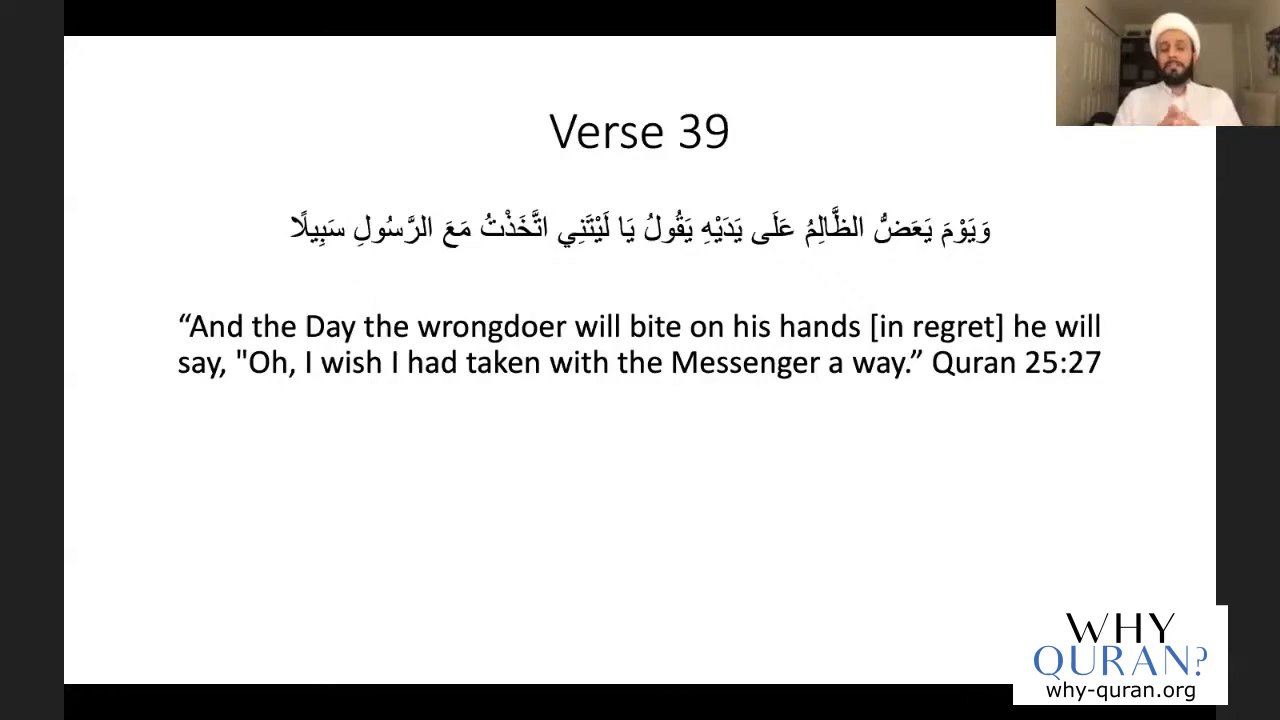 Verse 39
وَيَوْمَ يَعَضُّ الظَّالِمُ عَلَى يَدَيْهِ يَقُولُ يَا لَيْتَنِي اتَّخَذْتُ مَعَ الرَّسُولِ سَبِيلًا
“And the Day the wrongdoer will bite on his hands [in regret] he will
say, "Oh, I wish I had taken with the Messenger a way.” Quran 25:27
WHY
QURAN?
why-quran.org